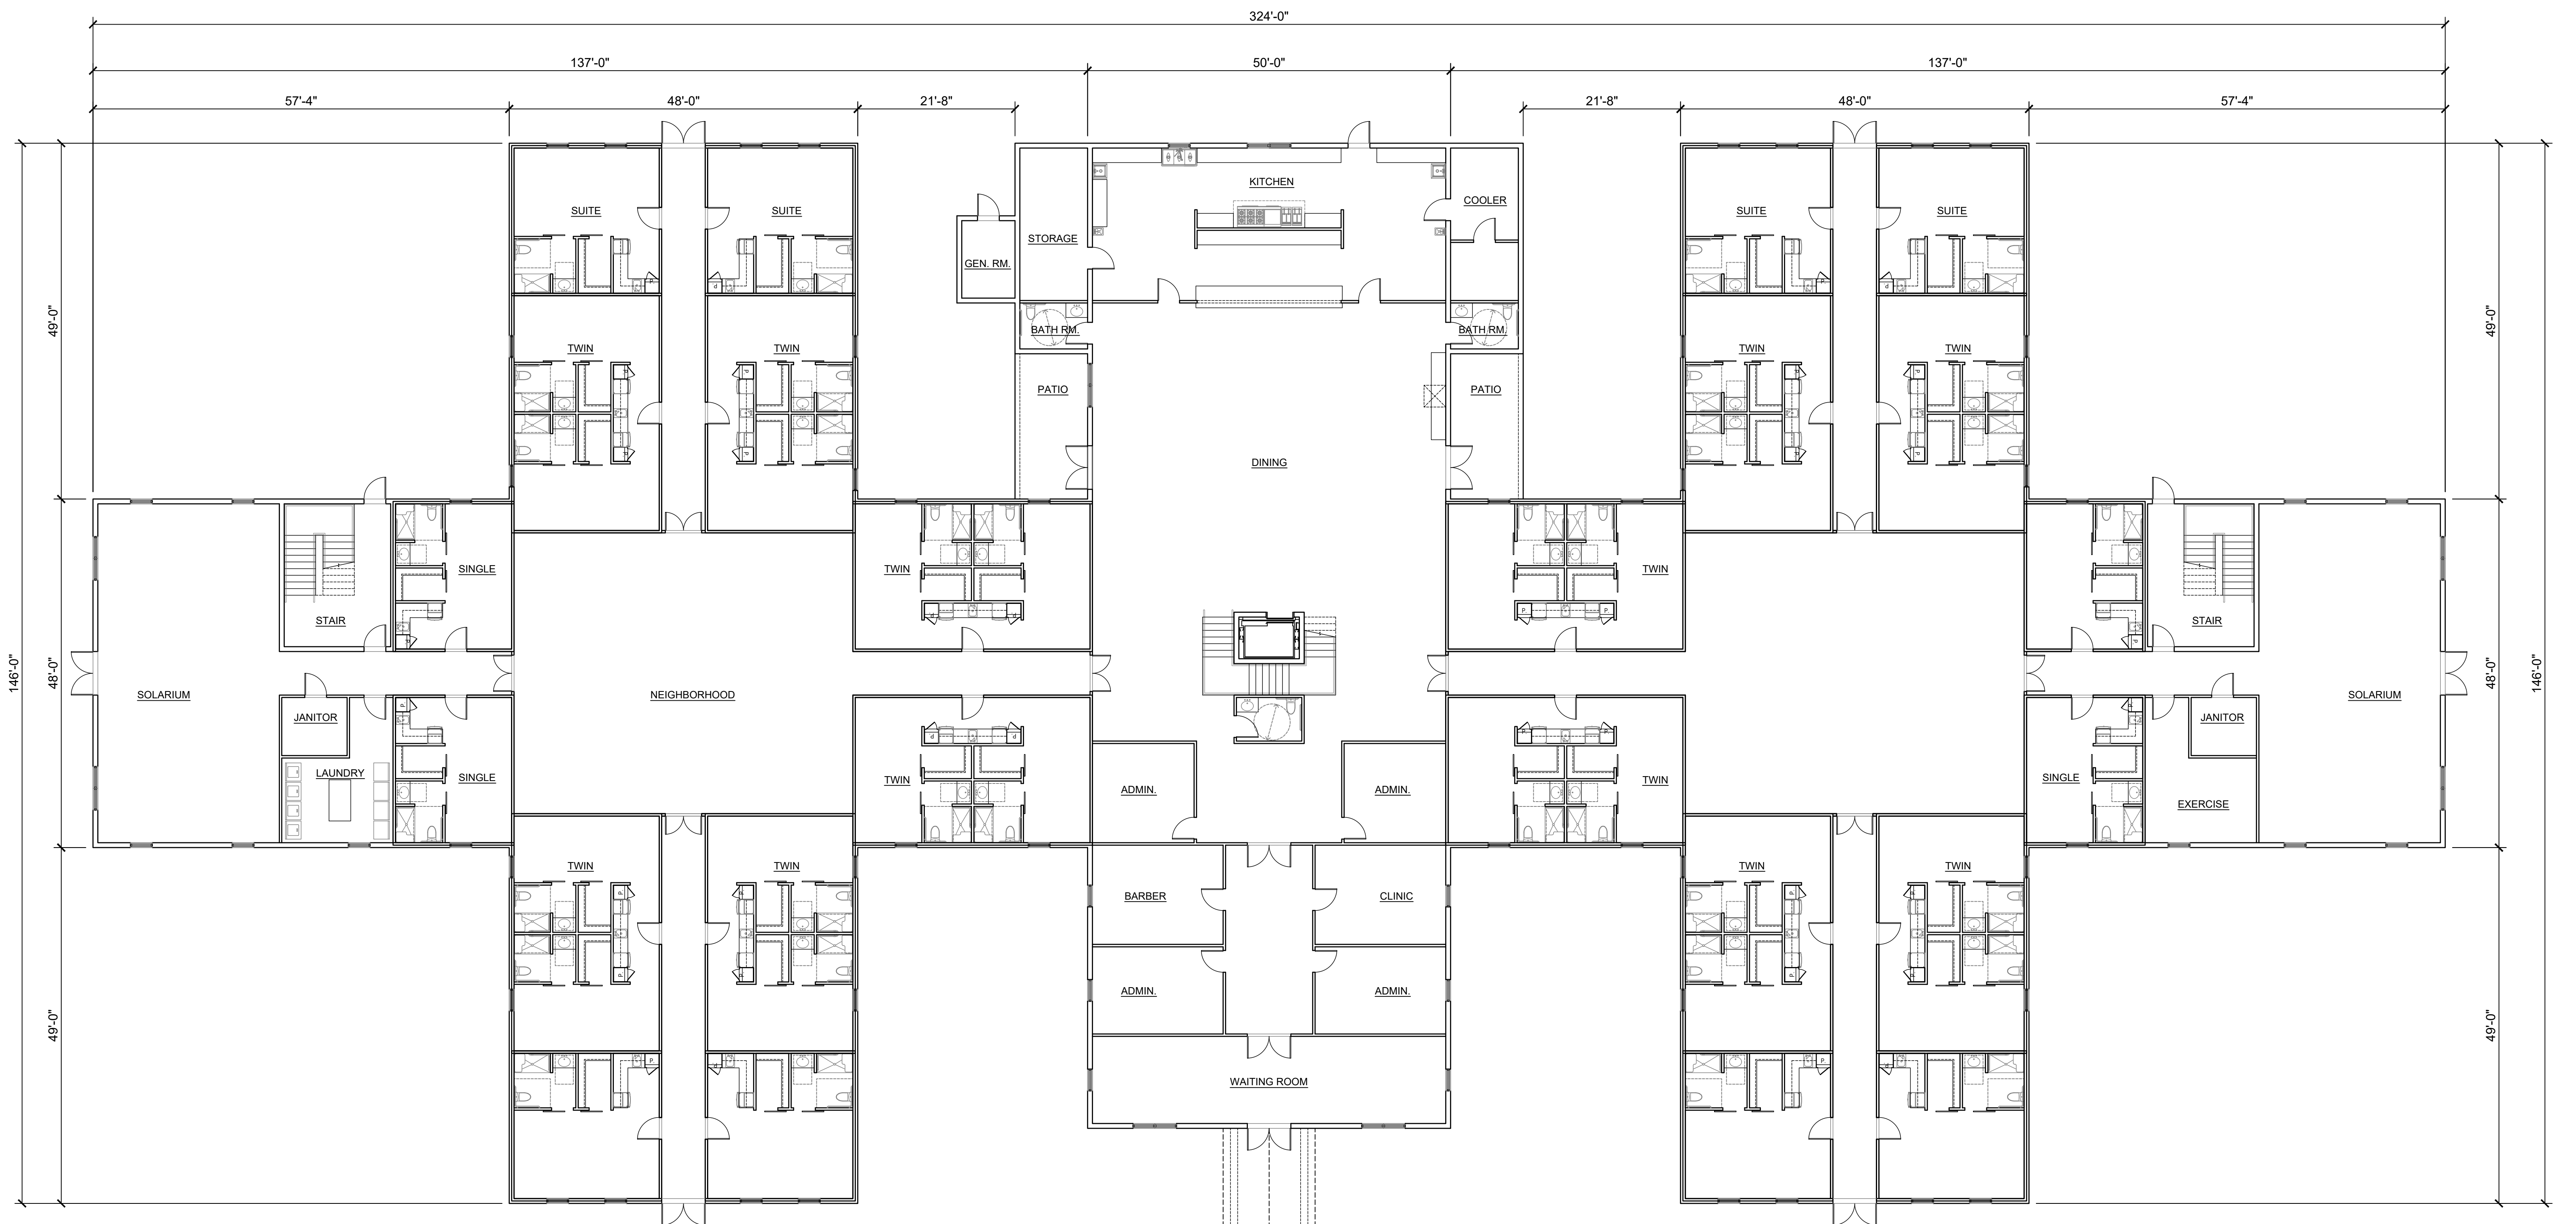 324'-0"
137'-0"
50'-0"
137'-0"
57'-4"
48'-0"
21'-8"
21'-8"
48'-0"
57'-4"
KITCHEN
COOLER
SUITE
SUITE
SUITE
SUITE
STORAGE
GEN. RM.
49'-0"
49'-0"
BATH RM.
BATH RM.
TWIN
TWIN
TWIN
TWIN
PATIO
PATIO
DINING
SINGLE
TWIN
TWIN
TWIN
STAIR
STAIR
146'-0"
48'-0"
48'-0"
146'-0"
SOLARIUM
NEIGHBORHOOD
SOLARIUM
JANITOR
JANITOR
LAUNDRY
SINGLE
TWIN
TWIN
TWIN
SINGLE
ADMIN.
ADMIN.
EXERCISE
TWIN
TWIN
TWIN
TWIN
BARBER
CLINIC
ADMIN.
ADMIN.
49'-0"
49'-0"
WAITING ROOM